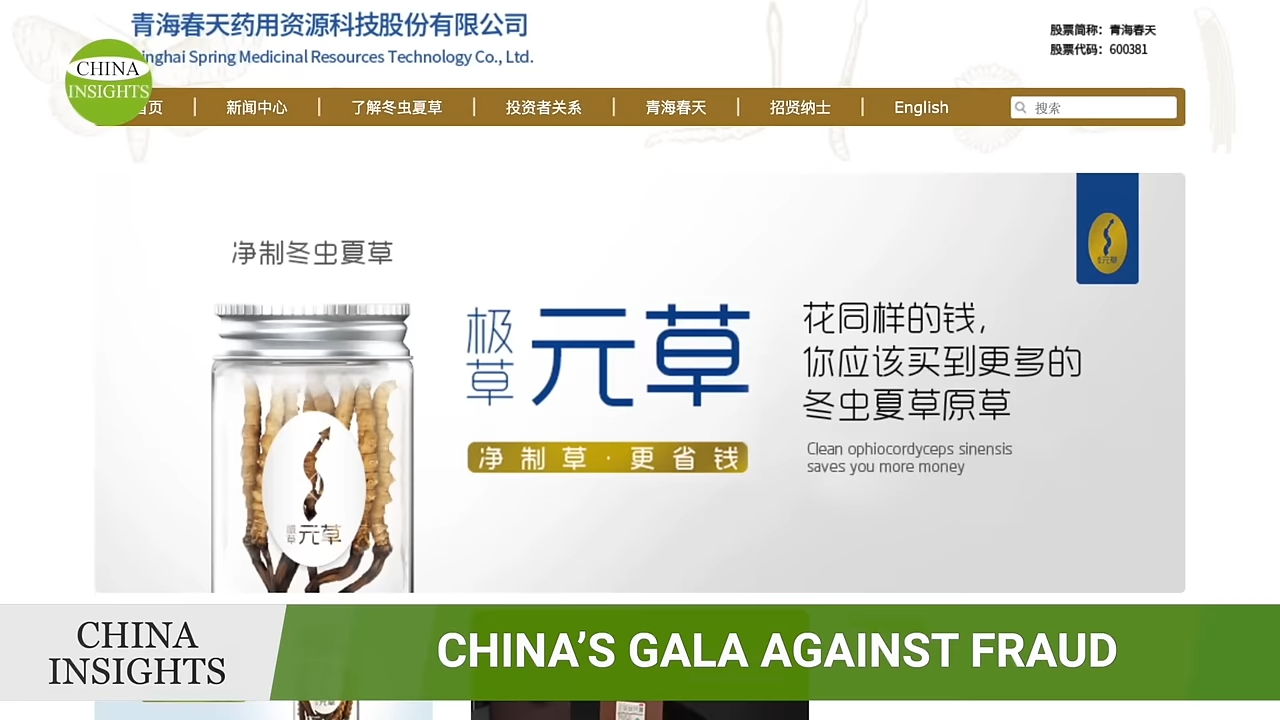 青海春天药用资源科技股份有限公司
inghai Spring Medicinal Resources Technology Co., Ltd.
股票简称：青海春天
股票代码：600381
CHINA
INSIGHTS
首页
新闻中心
了解冬虫夏草
投资者关系
青海春天
招贤纳士
English
搜索
净制冬虫夏草
极草
元草
净制草·更省钱
花同样的钱,
你应该买到更多的
冬虫夏草原草
Clean ophiocordyceps sinensis
saves you more money
极草
元草
CHINA
INSIGHTS
CHINA'S GALA AGAINST FRAUD